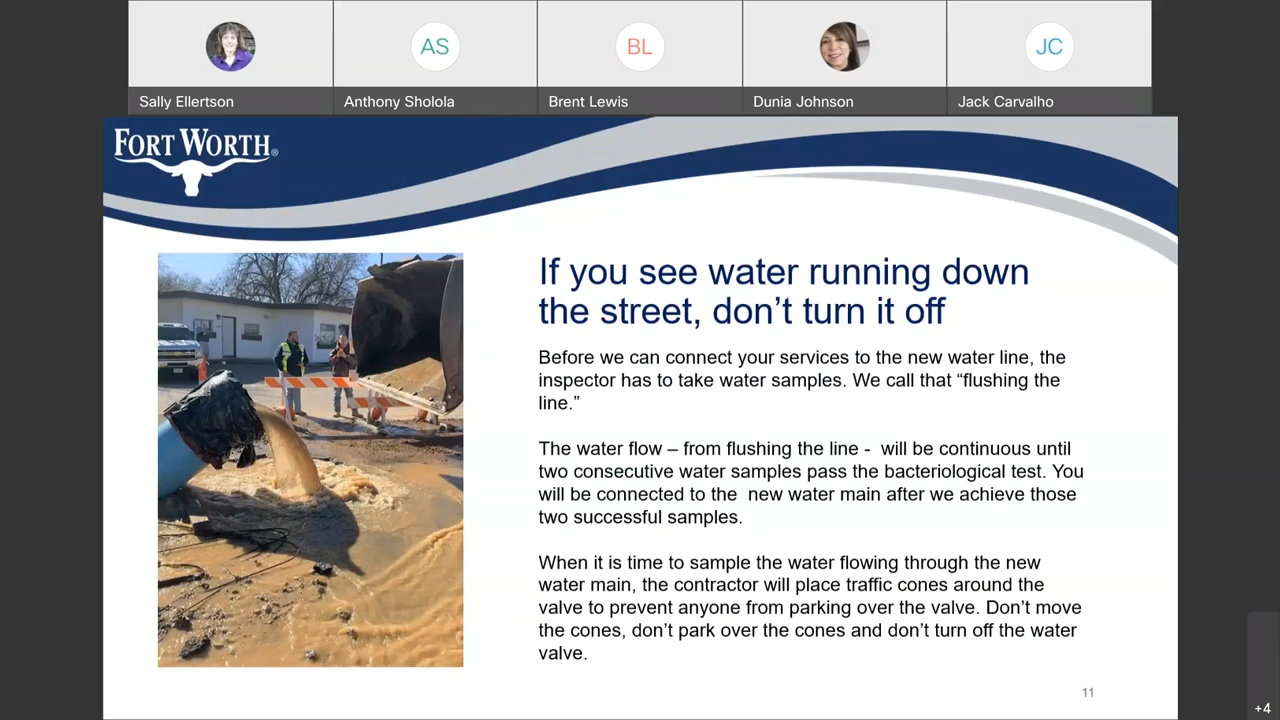 AS
BL
JC
Sally Ellertson
Anthony Sholola
Brent Lewis
Dunia Johnson
Jack Carvalho
FORT WORTH®
If you see water running down
the street, don’t turn it off
Before we can connect your services to the new water line, the
inspector has to take water samples. We call that “flushing the
line.”
The water flow – from flushing the line -  will be continuous until
two consecutive water samples pass the bacteriological test. You
will be connected to the  new water main after we achieve those
two successful samples.
When it is time to sample the water flowing through the new
water main, the contractor will place traffic cones around the
valve to prevent anyone from parking over the valve. Don’t move
the cones, don’t park over the cones and don’t turn off the water
valve.
11
+4